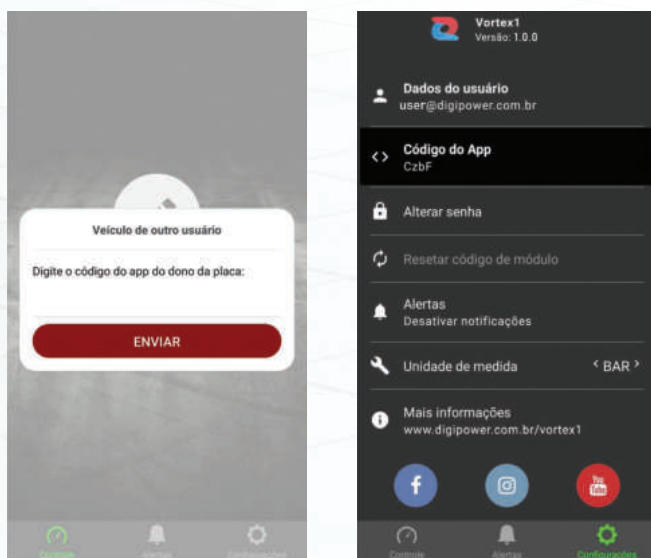 Veículo de outro usuário
Digite o código do app do dono da placa:
ENVIAR
Controle
Alertas
Configurações
Vortex1
Versão: 1.0.0
Dados do usuário
user@digipower.com.br
Código do App
CzbF
Alterar senha
Resetar código de módulo
Alertas
Desativar notificações
Unidade de medida
< BAR >
Mais informações
www.digipower.com.br/vortex1
f
You
Tube
Controle
Alertas
Configurações